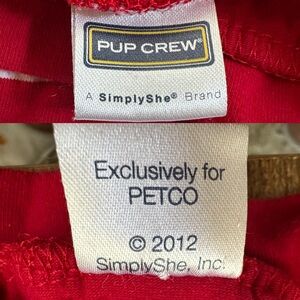 PUP CREW®
A SimplyShe® Brand
Exclusively for
PETCO
© 2012
SimplyShe, Inc.